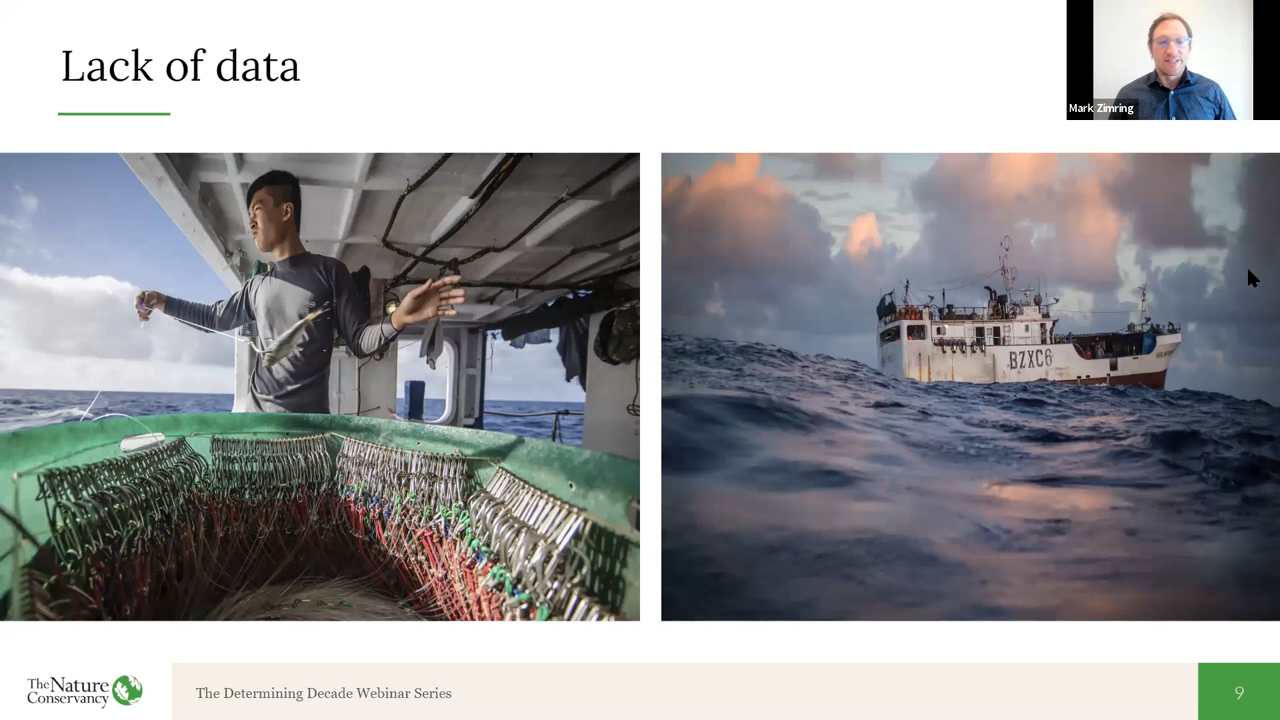 Lack of data
Mark Zimring
BZXC6
The Nature
Conservancy
The Determining Decade Webinar Series
9